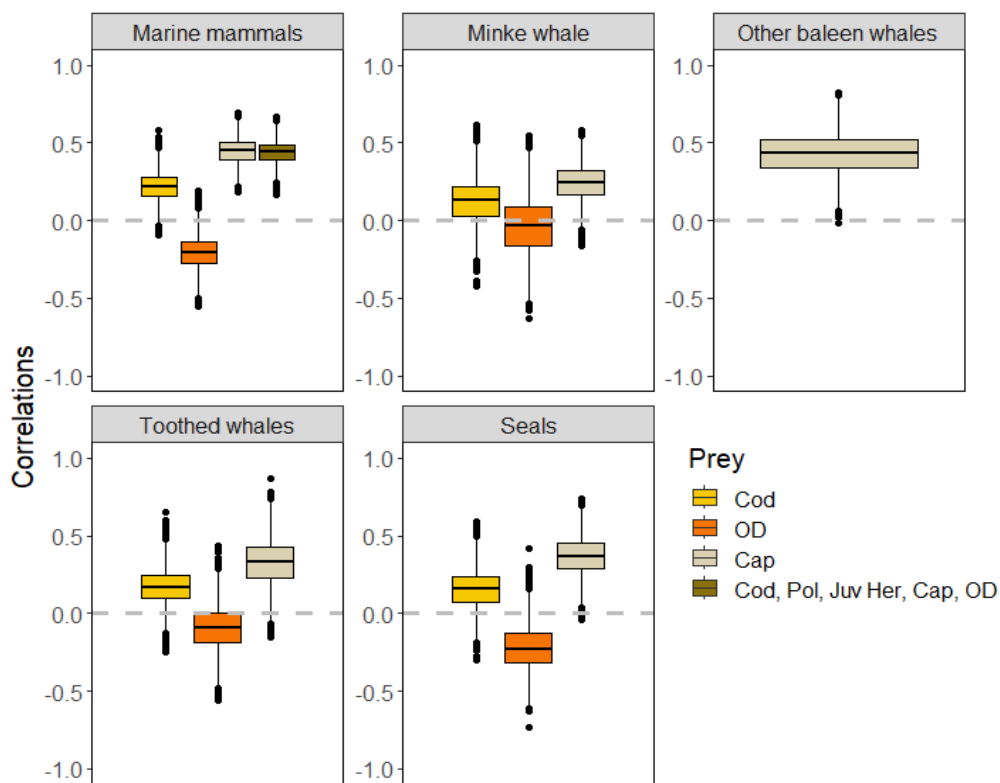 Marine mammals
Minke whale
Other baleen whales
1.0
0.5
0.0
-0.5
-1.0
1.0
0.5
0.0
-0.5
-1.0
1.0
0.5
0.0
-0.5
-1.0
Correlations
Toothed whales
Seals
1.0
0.5
0.0
-0.5
-1.0
1.0
0.5
0.0
-0.5
-1.0
Prey
Cod
OD
Cap
Cod, Pol, Juv Her, Cap, OD